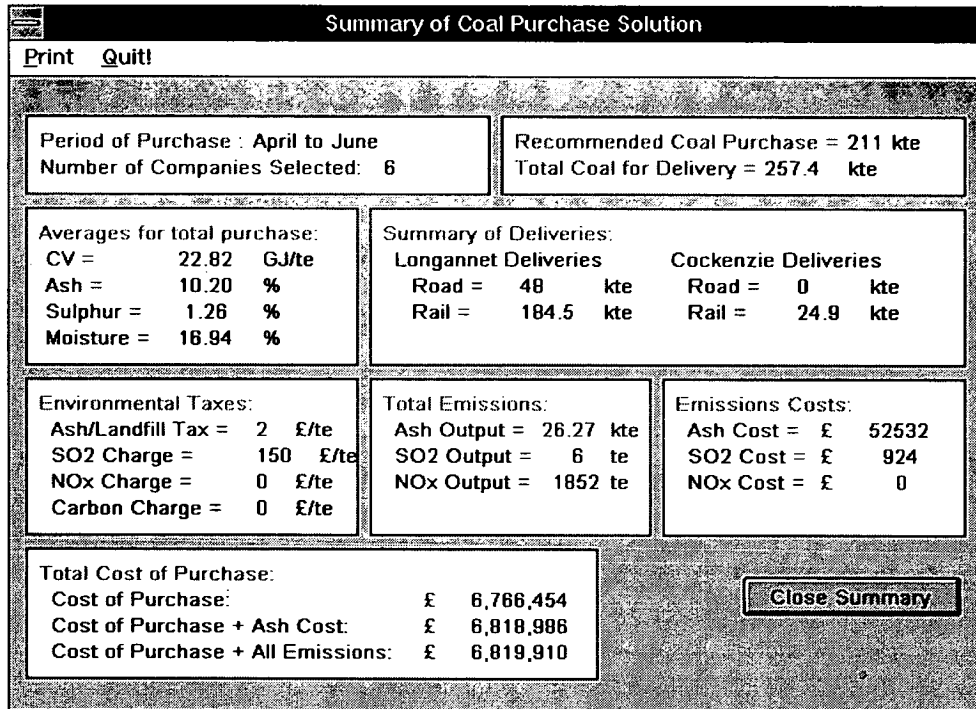 Summary of Coal Purchase Solution
Print Quit!
Period of Purchase : April to June
Number of Companies Selected: 6
Recommended Coal Purchase = 211 kte
Total Coal for Delivery = 257.4 kte
Averages for total purchase:
CV = 22.82 GJ/te
Ash = 10.20 %
Sulphur = 1.26 %
Moisture = 16.94 %
Summary of Deliveries:
Longannet Deliveries Cockenzie Deliveries
Road = 48 kte Road = 0 kte
Rail = 184.5 kte Rail = 24.9 kte
Environmental Taxes:
Ash/Landfill Tax = 2 £/te
SO2 Charge = 150 £/te
NOx Charge = 0 £/te
Carbon Charge = 0 £/te
Total Emissions:
Ash Output = 26.27 kte
SO2 Output = 6 te
NOx Output = 1852 te
Emissions Costs:
Ash Cost = £ 52532
SO2 Cost = £ 924
NOx Cost = £ 0
Total Cost of Purchase:
Cost of Purchase: £ 6,766,454
Cost of Purchase + Ash Cost: £ 6,818,986
Cost of Purchase + All Emissions: £ 6,819,910
Close Summary